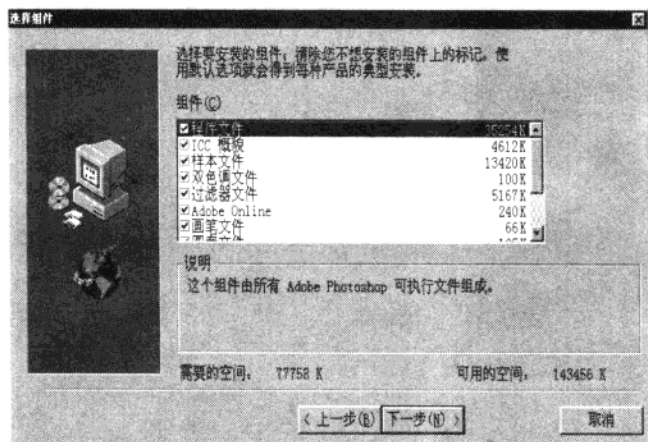 选择组件
选择要安装的组件，清除您不想安装的组件上的标记。使
用默认选项就会得到每种产品的典型安装。
组件(C)
程序文件 35254K
ICC 概貌 4612K
样本文件 13420K
双色调文件 100K
过滤器文件 5167K
Adobe Online 240K
画笔文件 66K
说明
这个组件由所有 Adobe Photoshop 可执行文件组成。
需要的空间： 77758 K
可用的空间： 143456 K
< 上一步(B)
下一步(N) >
取消